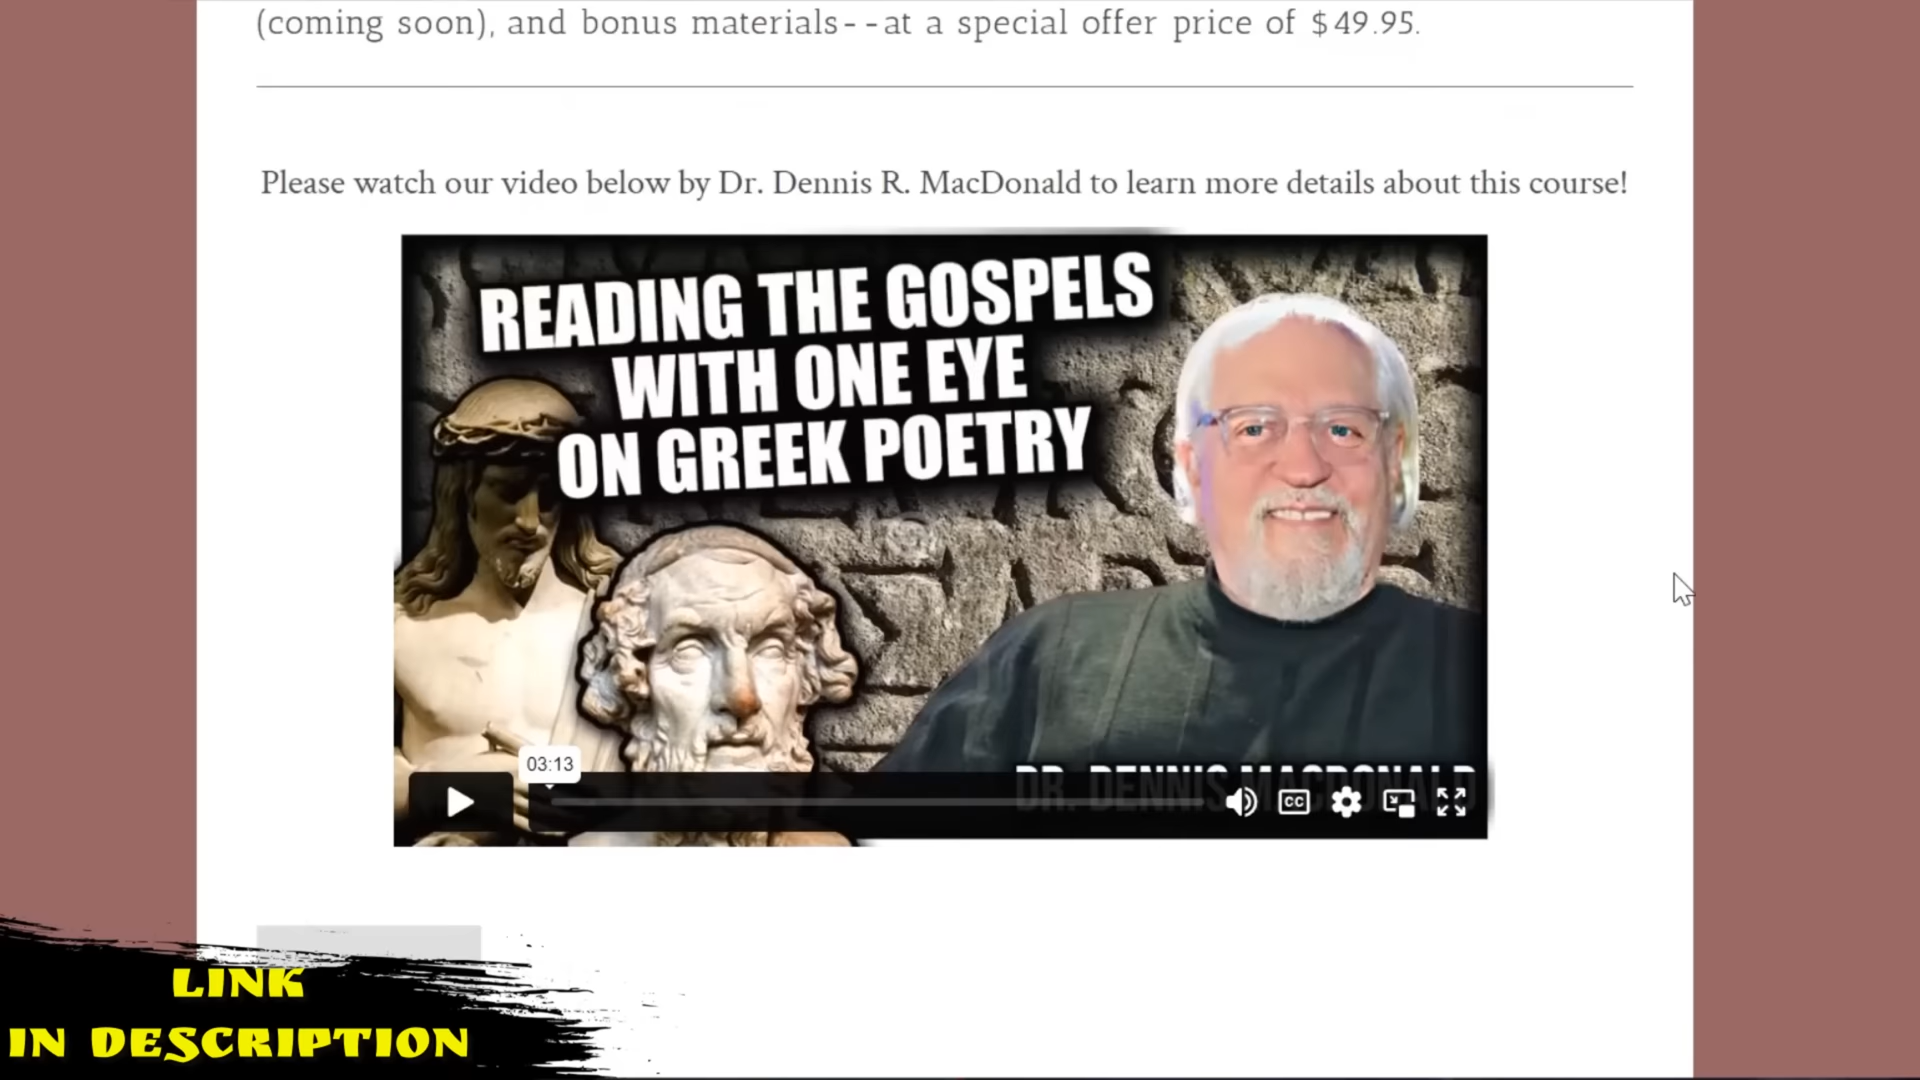 (coming soon), and bonus materials--at a special offer price of $49.95.
Please watch our video below by Dr. Dennis R. MacDonald to learn more details about this course!
READING THE GOSPELS
WITH ONE EYE
ON GREEK POETRY
03:13
DR. DENNIS MACDONALD
CC
LINK
IN DESCRIPTION